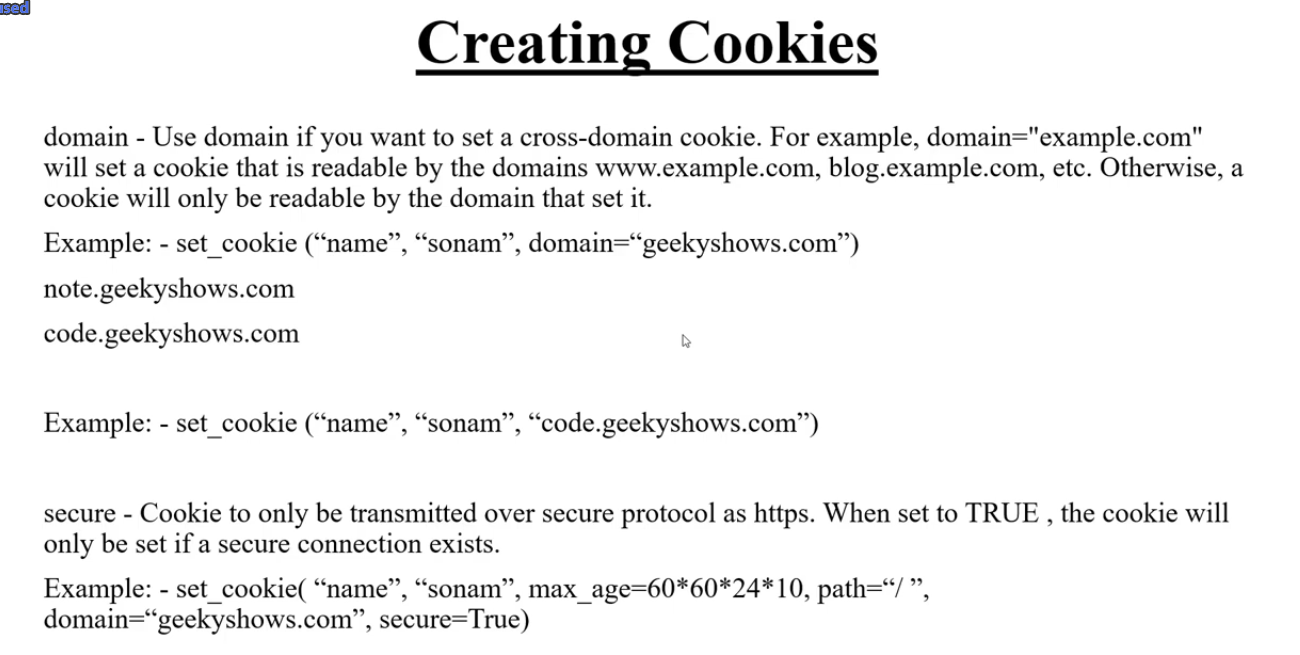 used
Creating Cookies
domain - Use domain if you want to set a cross-domain cookie. For example, domain="example.com"
will set a cookie that is readable by the domains www.example.com, blog.example.com, etc. Otherwise, a
cookie will only be readable by the domain that set it.
Example: - set_cookie (“name”, “sonam”, domain=“geekyshows.com”)
note.geekyshows.com
code.geekyshows.com
Example: - set_cookie (“name”, “sonam”, “code.geekyshows.com”)
secure - Cookie to only be transmitted over secure protocol as https. When set to TRUE , the cookie will
only be set if a secure connection exists.
Example: - set_cookie( “name”, “sonam”, max_age=60*60*24*10, path=“/ ”,
domain=“geekyshows.com”, secure=True)